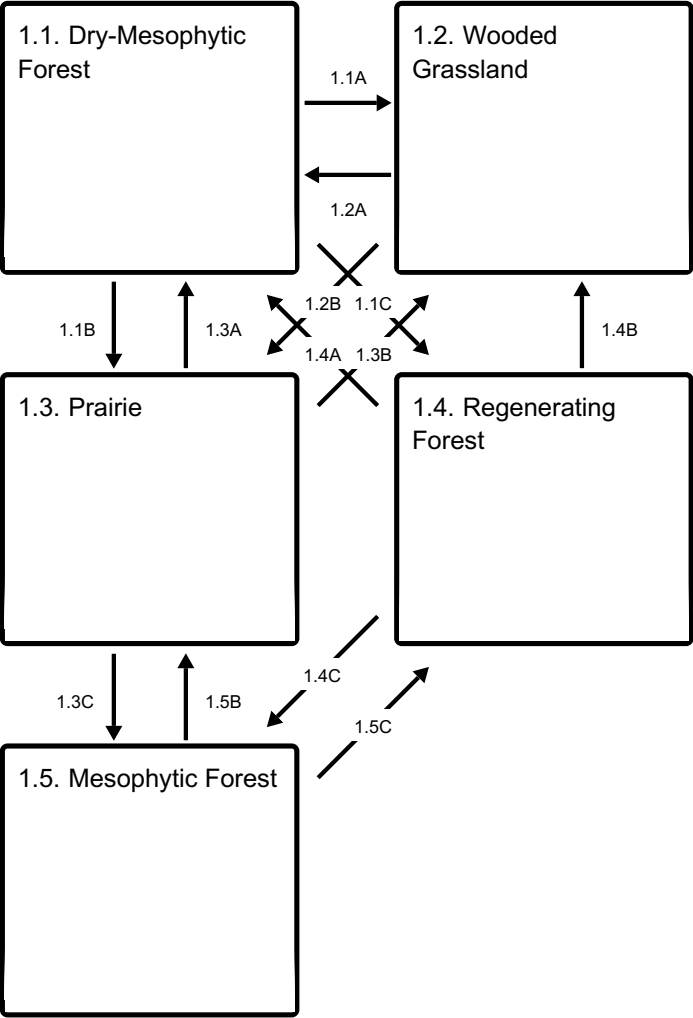 1.1. Dry-Mesophytic
Forest
1.2. Wooded
Grassland
1.1A
1.2A
1.1B
1.3A
1.2B
1.1C
1.4A
1.3B
1.4B
1.3. Prairie
1.4. Regenerating
Forest
1.3C
1.5B
1.4C
1.5C
1.5. Mesophytic Forest